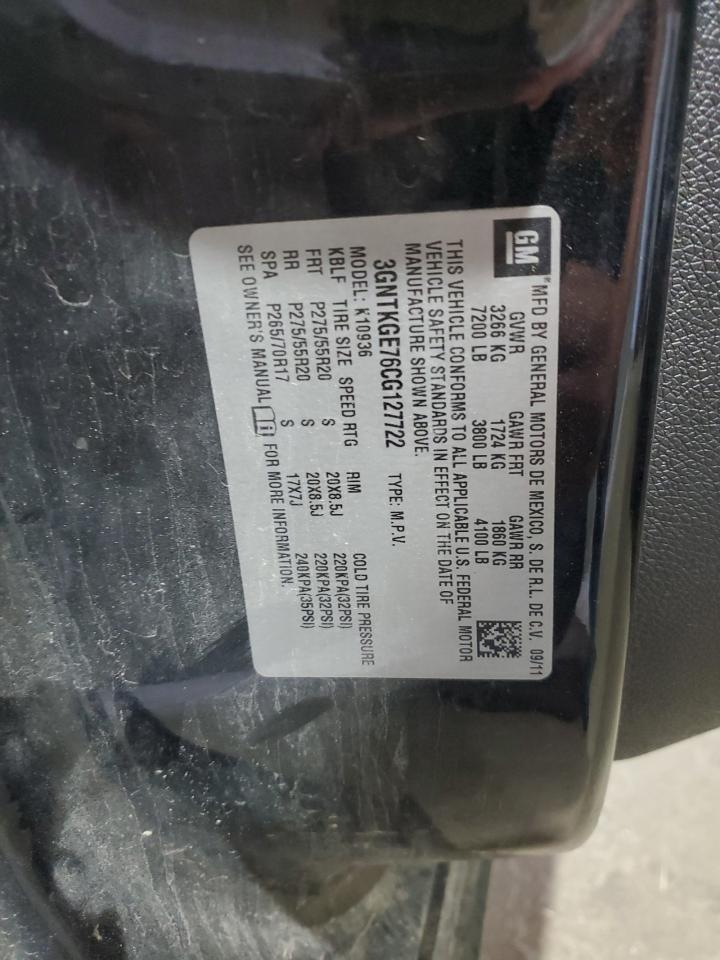 GM
"MFD BY GENERAL MOTORS DE MEXICO, S. DE R.L. DE C.V. 09/11
GVWR GAWR FRT GAWR RR
3266 KG 1724 KG 1860 KG
7200 LB 3800 LB 4100 LB
THIS VEHICLE CONFORMS TO ALL APPLICABLE U.S. FEDERAL MOTOR
VEHICLE SAFETY STANDARDS IN EFFECT ON THE DATE OF
MANUFACTURE SHOWN ABOVE.
3GNTKGE76CG127722 TYPE: M.P.V.
MODEL: K10936
KBLF TIRE SIZE SPEED RTG RIM COLD TIRE PRESSURE
FRT P275/55R20 S 20X8.5J 220KPA(32PSI)
RR P275/55R20 S 20X8.5J 220KPA(32PSI)
SPA P265/70R17 S 17X7J 240KPA(35PSI)
SEE OWNER'S MANUAL i FOR MORE INFORMATION.